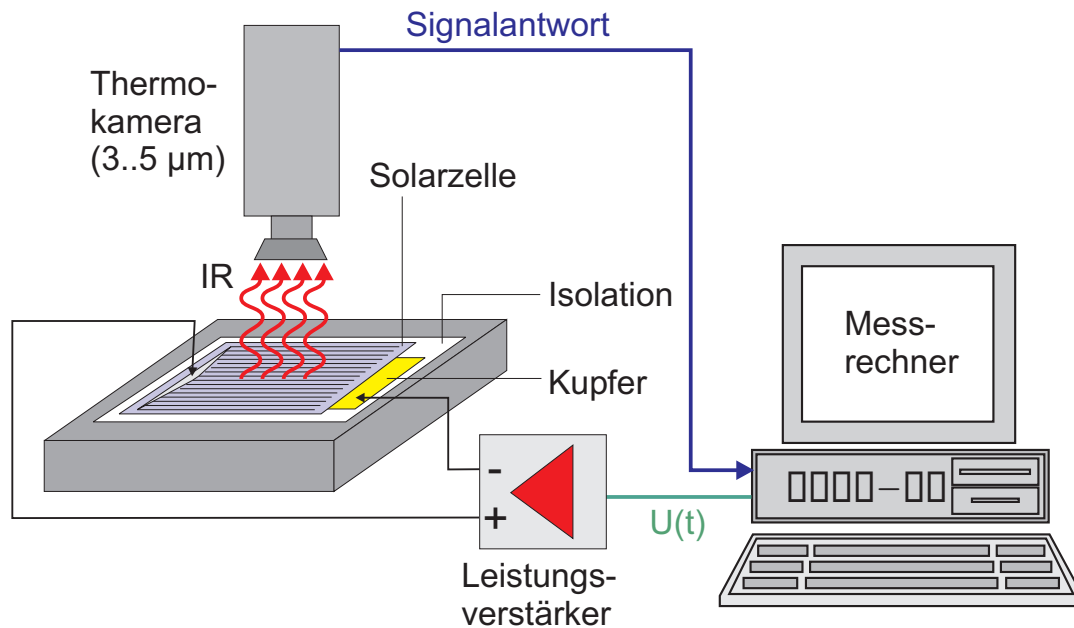 Signalantwort
Thermo-
kamera
(3..5 µm)
Solarzelle
IR
Isolation
Mess-
rechner
Kupfer
-
+
U(t)
Leistungs-
verstärker